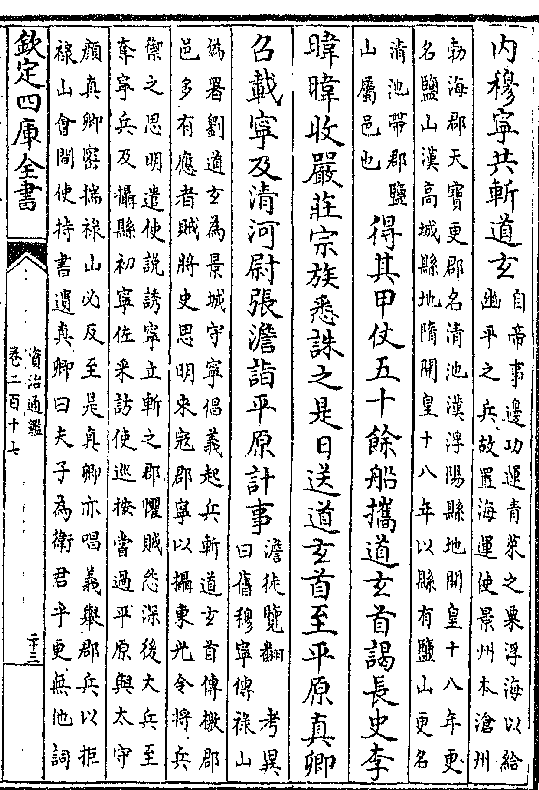 内穆寧共斬道玄
自帝事邊功運青萊之粟浮海以給
幽平之兵故置海運使景州本滄州
勃海郡天寶更郡名清池漢浮陽縣地開皇十八年更
名鹽山漢高城縣地隋開皇十八年以縣有鹽山更名
清池帶郡鹽
山屬邑也
得其甲仗五十餘船攜道玄首謁長史李
暐暐收嚴莊宗族悉誅之是日送道玄首至平原真卿
召載寧及清河尉張澹詣平原計事
澹徒覽翻 考異
曰舊穆寧傳祿山
偽署劉道玄為景城守寧倡義起兵斬道玄首傳檄郡
邑多有應者賊將史思明來寇郡寧以攝東光令將兵
禦之思明遣使說誘寧立斬之郡懼賊怨深後大兵至
奪寧兵及攝縣初寧佐采訪使巡按當過平原與太守
顔真卿密揣祿山必反至是真卿亦唱義舉郡兵以拒
祿山會間使持書遺真卿曰夫子為衛君乎更無他詞
欽定四庫全書
資治通鑑
卷二百十七
二十三